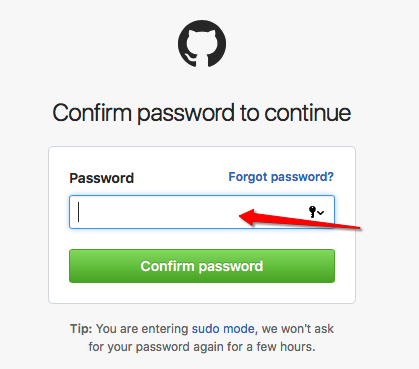 Confirm password to continue
Password
Forgot password?
Confirm password
Tip: You are entering sudo mode, we won't ask
for your password again for a few hours.